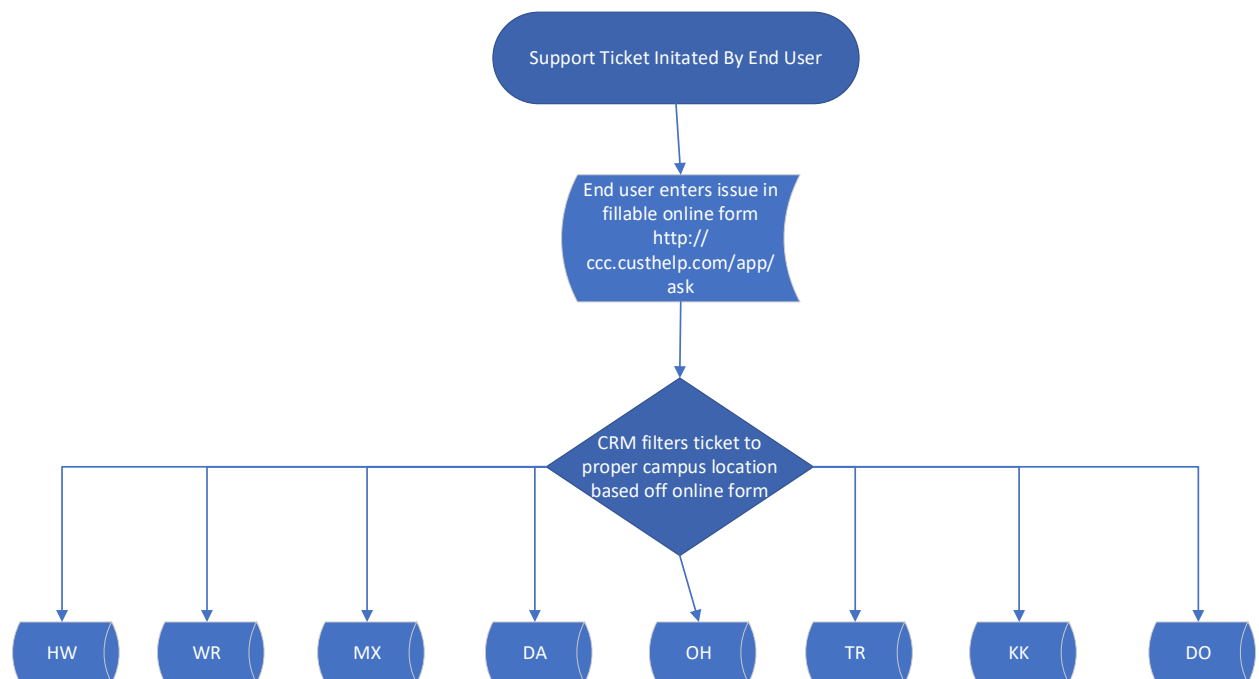 Support Ticket Initated By End User
End user enters issue in
fillable online form
http://
ccc.custhelp.com/app/
ask
CRM filters ticket to
proper campus location
based off online form
HW
WR
MX
DA
OH
TR
KK
DO